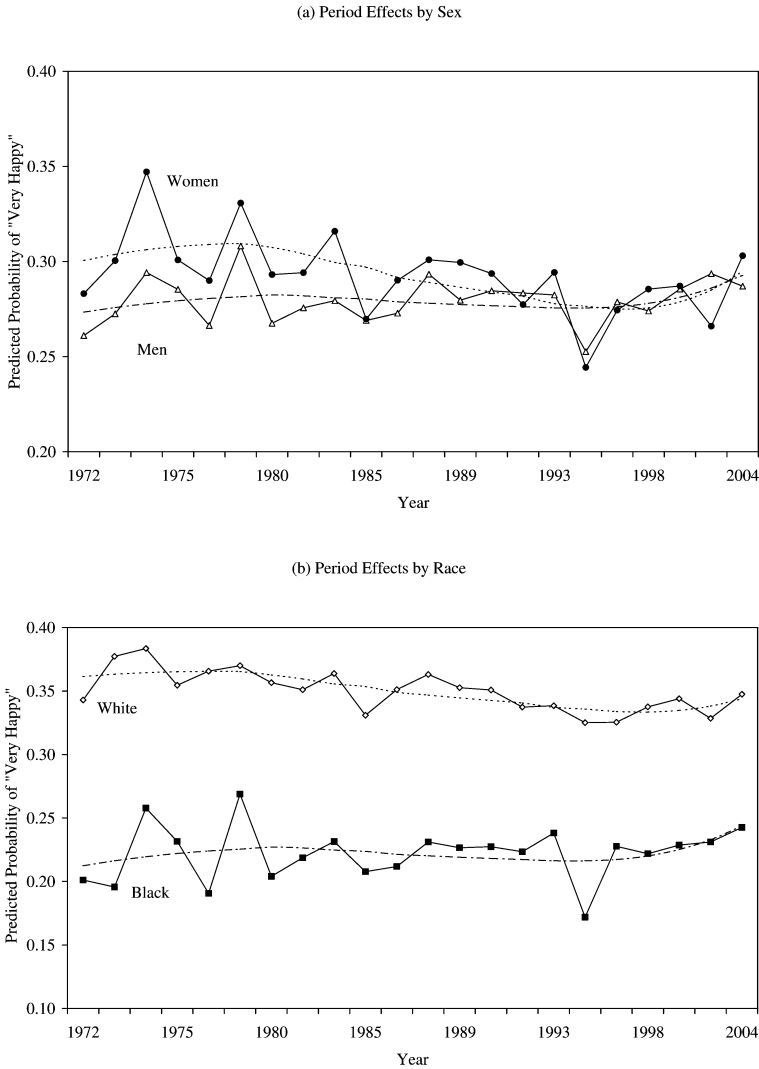 (a) Period Effects by Sex
Predicted Probability of "Very Happy"
0.40
0.35
0.30
0.25
0.20
Women
Men
1972 1975 1980 1985 1989 1993 1998 2004
Year
(b) Period Effects by Race
Predicted Probability of "Very Happy"
0.40
0.35
0.30
0.25
0.20
0.15
0.10
White
Black
1972 1975 1980 1985 1989 1993 1998 2004
Year